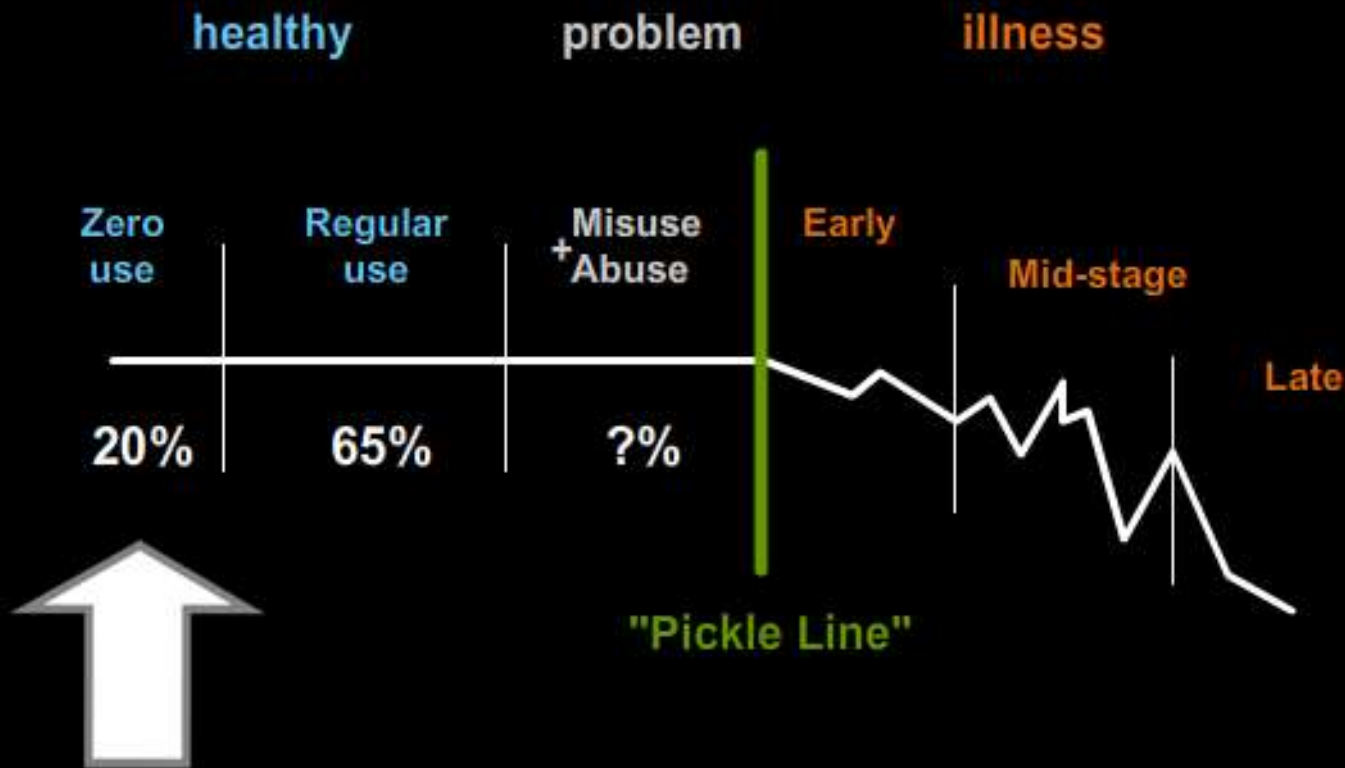 healthy
problem
illness
Zero
use
Regular
use
+Misuse
Abuse
Early
Mid-stage
Late
20%
65%
?%
"Pickle Line"